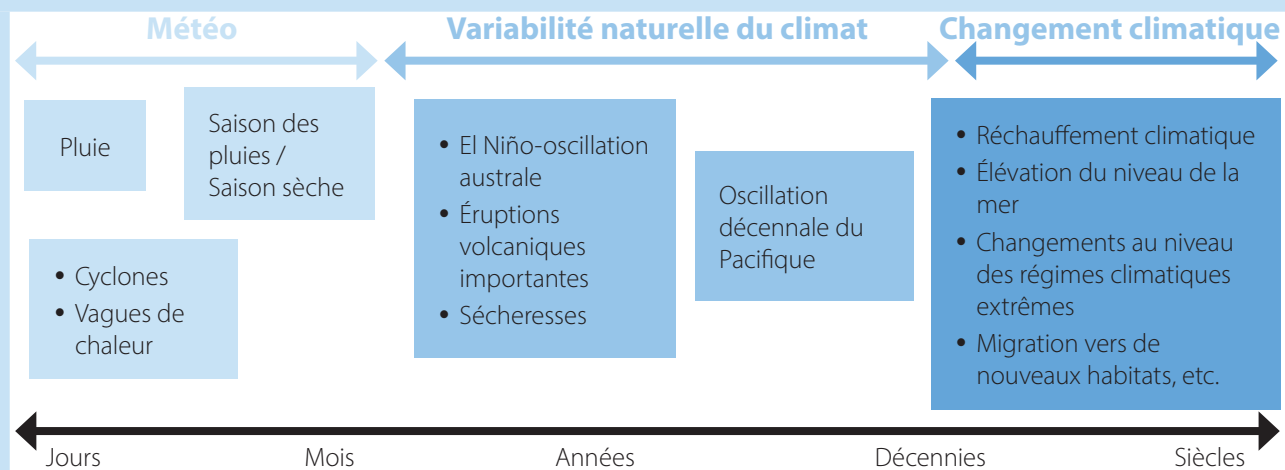 Météo
Variabilité naturelle du climat
Changement climatique
Pluie
Saison des
pluies /
Saison sèche
• Cyclones
• Vagues de
chaleur
• El Niño-oscillation
australe
• Éruptions
volcaniques
importantes
• Sécheresses
Oscillation
décennale du
Pacifique
• Réchauffement climatique
• Élévation du niveau de la
mer
• Changements au niveau
des régimes climatiques
extrêmes
• Migration vers de
nouveaux habitats, etc.
Jours
Mois
Années
Décennies
Siècles